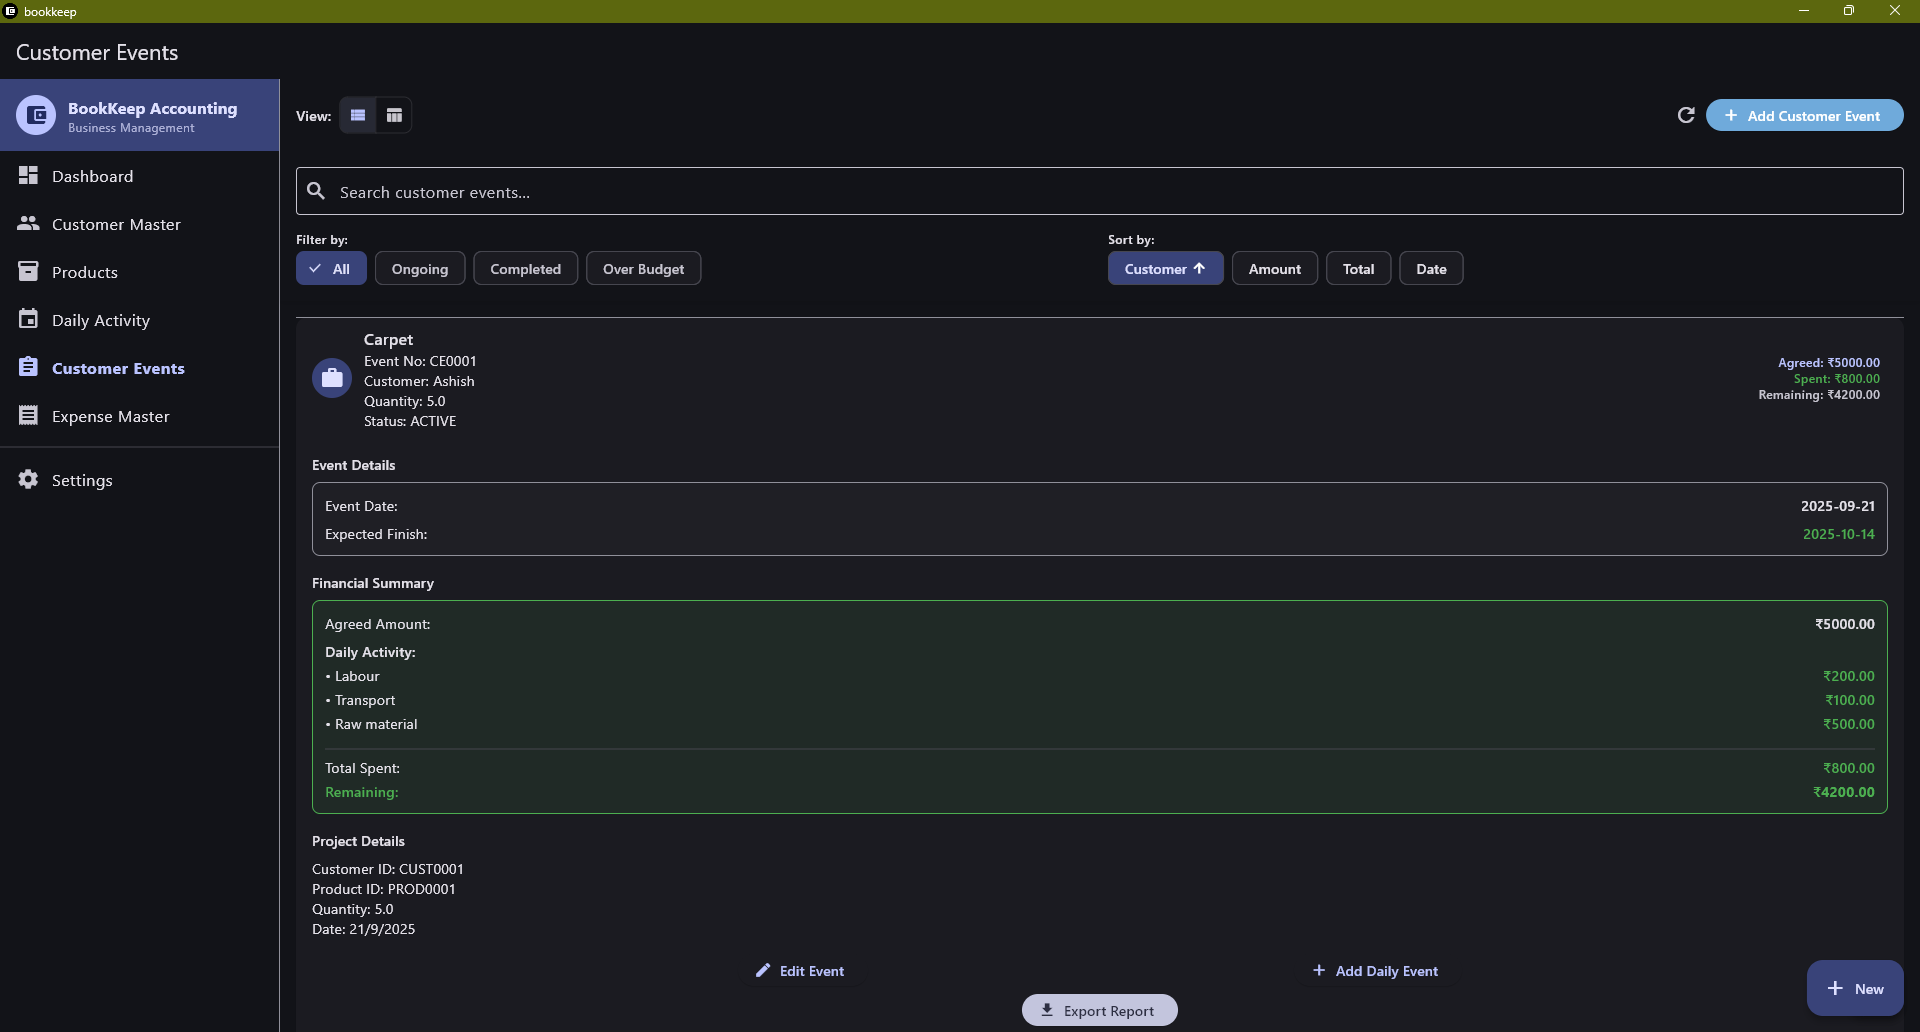 bookkeep
Customer Events
BookKeep Accounting
Business Management
Dashboard
Customer Master
Products
Daily Activity
Customer Events
Expense Master
Settings
View:
Add Customer Event
Search customer events...
Filter by:
All
Ongoing
Completed
Over Budget
Sort by:
Customer
Amount
Total
Date
Carpet
Event No: CE0001
Customer: Ashish
Quantity: 5.0
Status: ACTIVE
Agreed: ₹5000.00
Spent: ₹800.00
Remaining: ₹4200.00
Event Details
Event Date: 2025-09-21
Expected Finish: 2025-10-14
Financial Summary
Agreed Amount: ₹5000.00
Daily Activity:
• Labour ₹200.00
• Transport ₹100.00
• Raw material ₹500.00
Total Spent: ₹800.00
Remaining: ₹4200.00
Project Details
Customer ID: CUST0001
Product ID: PROD0001
Quantity: 5.0
Date: 21/9/2025
Edit Event
+ Add Daily Event
Export Report
+ New